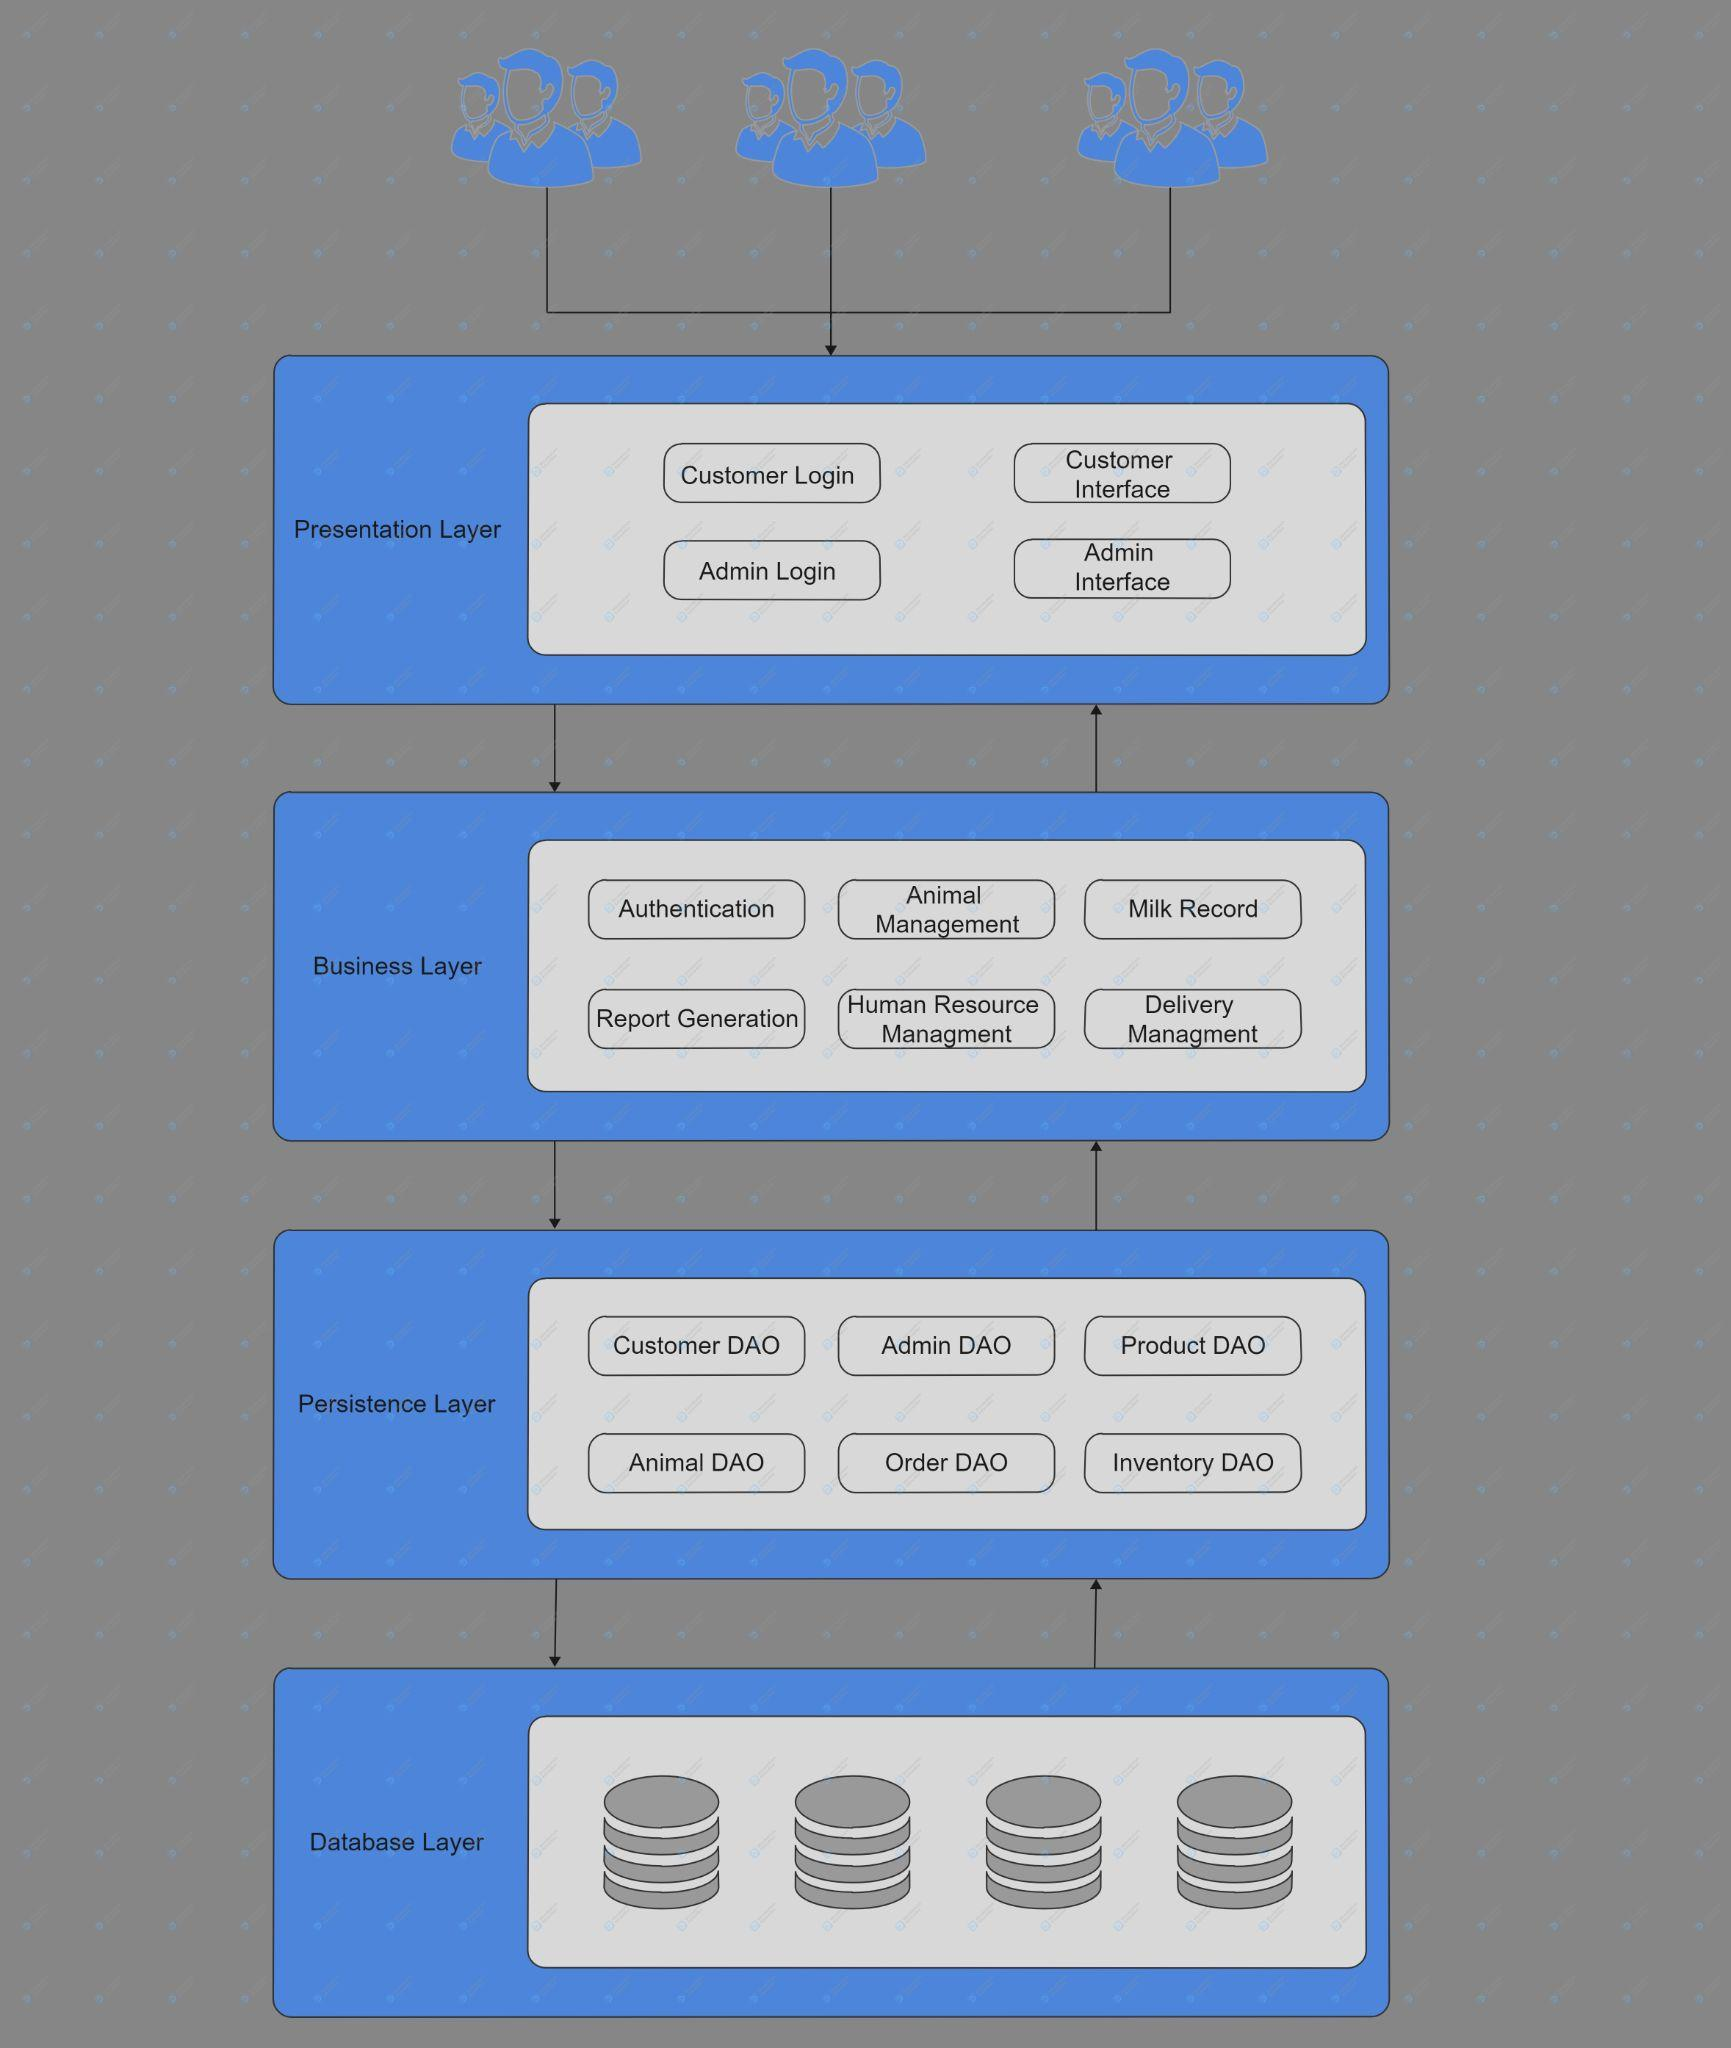 Customer Login
Customer
Interface
Presentation Layer
Admin Login
Admin
Interface
Authentication
Animal
Management
Milk Record
Business Layer
Report Generation
Human Resource
Managment
Delivery
Managment
Customer DAO
Admin DAO
Product DAO
Persistence Layer
Animal DAO
Order DAO
Inventory DAO
Database Layer